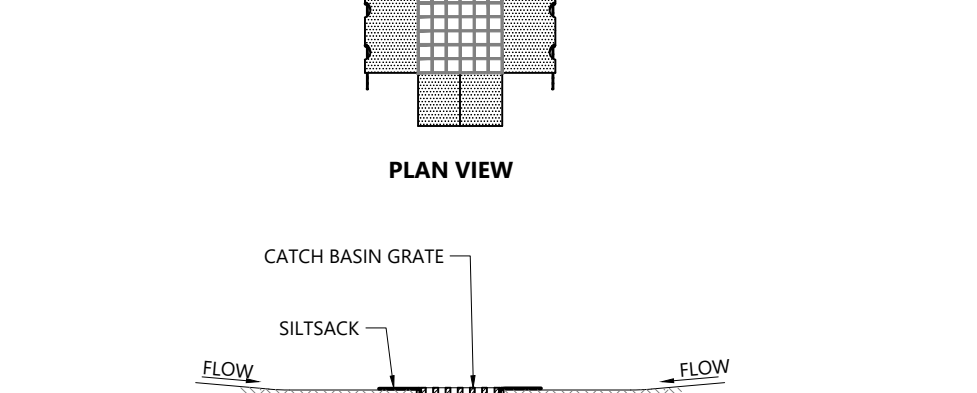 PLAN VIEW
CATCH BASIN GRATE
SILTSACK
FLOW
FLOW